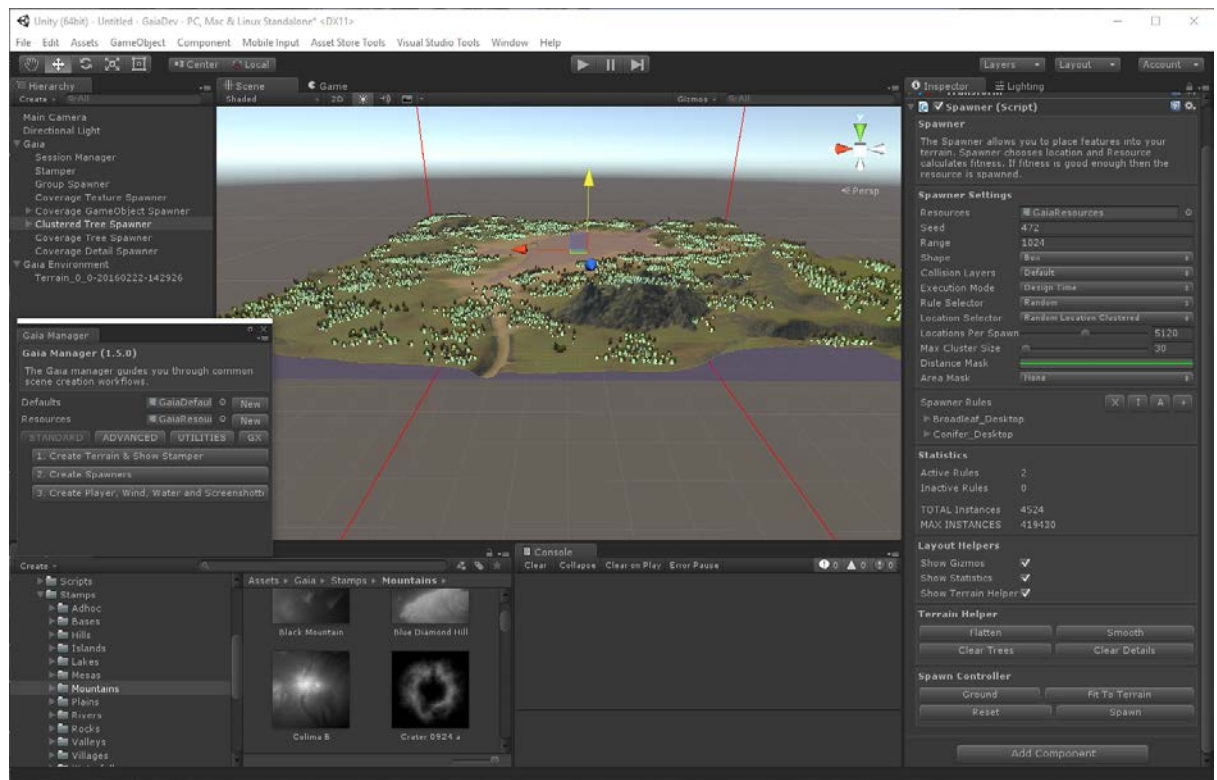 Unity (64bit) - Untitled - GaiaDev - PC, Mac & Linux Standalone* <DX11>
File Edit Assets GameObject Component Mobile Input Asset Store Tools Visual Studio Tools Window Help
Center Local
Layers Layout Account
Hierarchy
Create All
Main Camera
Directional Light
Gaia
Session Manager
Stamper
Group Spawner
Coverage Texture Spawner
Coverage GameObject Spawner
Clustered Tree Spawner
Coverage Tree Spawner
Coverage Detail Spawner
Gaia Environment
Terrain_0_0-20160222-142926
Scene Game
Shaded 2D Gizmos All
Persp
Gaia Manager
Gaia Manager (1.5.0)
The Gaia manager guides you through common
scene creation workflows.
Defaults GaiaDefaul New
Resources GaiaResoui New
STANDARD ADVANCED UTILITIES GX
1. Create Terrain & Show Stamper
2. Create Spawners
3. Create Player, Wind, Water and Screenshott
Create
Scripts
Stamps
Adhoc
Bases
Hills
Islands
Lakes
Mesas
Mountains
Plains
Rivers
Rocks
Valleys
Villages
Assets Gaia Stamps Mountains
Black Mountain Blue Diamond Hill
Colima B Crater 0924 a
Console
Clear Collapse Clear on Play Error Pause 0 0 0
Inspector Lighting
Spawner (Script)
Spawner
The Spawner allows you to place features into your
terrain. Spawner chooses location and Resource
calculates fitness. If fitness is good enough then the
resource is spawned.
Spawner Settings
Resources GaiaResources
Seed 472
Range 1024
Shape Box
Collision Layers Default
Execution Mode Design Time
Rule Selector Random
Location Selector Random Location Clustered
Locations Per Spawn 5120
Max Cluster Size 30
Distance Mask
Area Mask None
Spawner Rules X I A +
Broadleaf_Desktop
Conifer_Desktop
Statistics
Active Rules 2
Inactive Rules 0
TOTAL Instances 4524
MAX INSTANCES 419430
Layout Helpers
Show Gizmos
Show Statistics
Show Terrain Helper
Terrain Helper
Flatten Smooth
Clear Trees Clear Details
Spawn Controller
Ground Fit To Terrain
Reset Spawn
Add Component